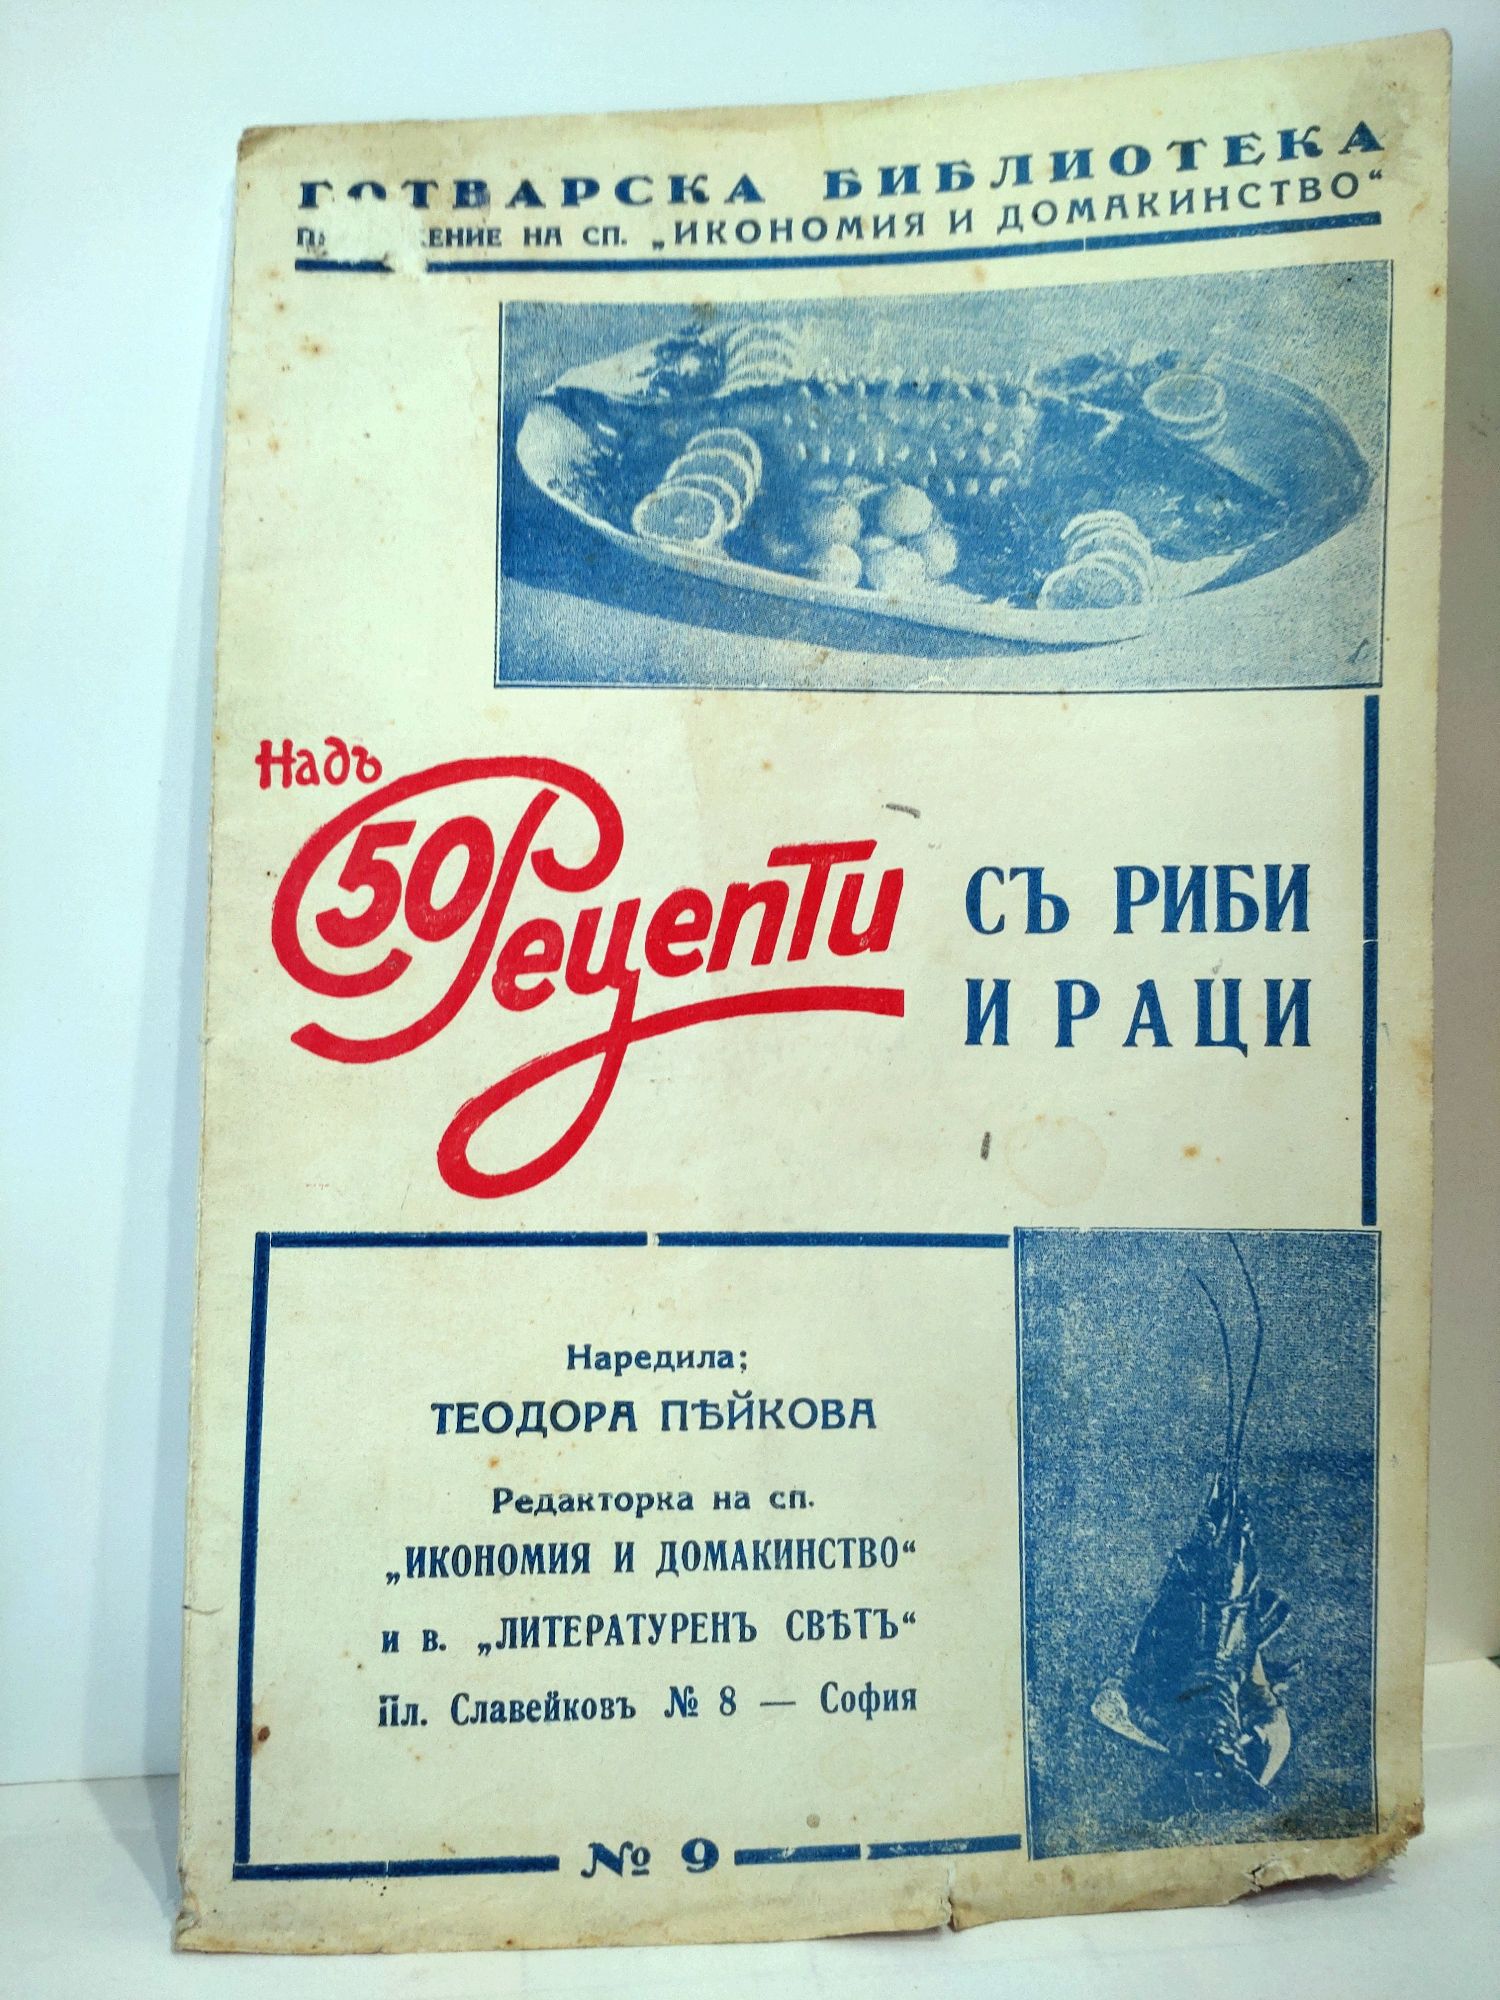 ГОТВАРСКА БИБЛИОТЕКА
НА СП. „ИКОНОМИЯ И ДОМАКИНСТВО“
Надъ
50 Рецепти
СЪ РИБИ
И РАЦИ
Наредила:
ТЕОДОРА ПѢЙКОВА
Редакторка на сп.
„ИКОНОМИЯ И ДОМАКИНСТВО“
и в. „ЛИТЕРАТУРЕНЪ СВѢТЪ“
Пл. Славейковъ № 8 — София
№ 9